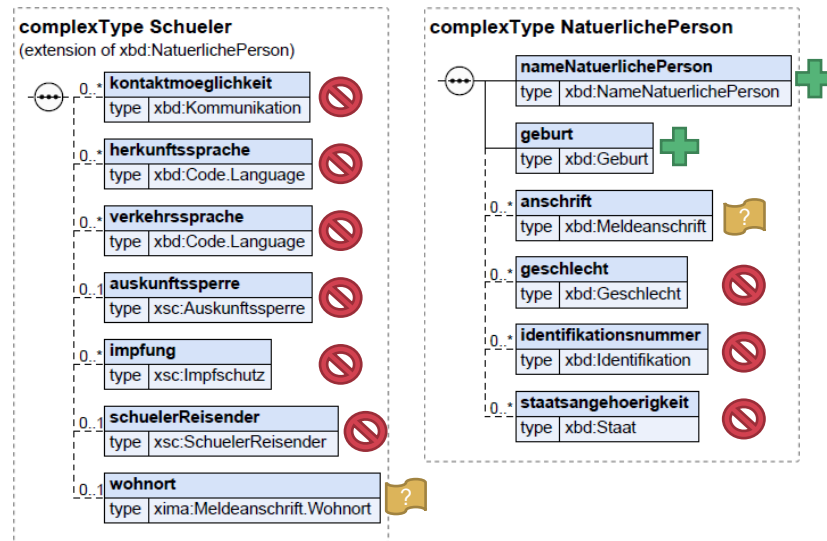 complexType Schueler
(extension of xbd:NatuerlichePerson)
0..* kontaktmoeglichkeit
type xbd:Kommunikation
0..* herkunftssprache
type xbd:Code.Language
0..* verkehrssprache
type xbd:Code.Language
0..1 auskunftssperre
type xsc:Auskunftssperre
0..* impfung
type xsc:Impfschutz
0..1 schuelerReisender
type xsc:SchuelerReisender
0..1 wohnort
type xima:Meldeanschrift.Wohnort
?
complexType NatuerlichePerson
nameNatuerlichePerson
type xbd:NameNatuerlichePerson
geburt
type xbd:Geburt
0..* anschrift
type xbd:Meldeanschrift
?
0..* geschlecht
type xbd:Geschlecht
0..* identifikationsnummer
type xbd:Identifikation
0..* staatsangehoerigkeit
type xbd:Staat